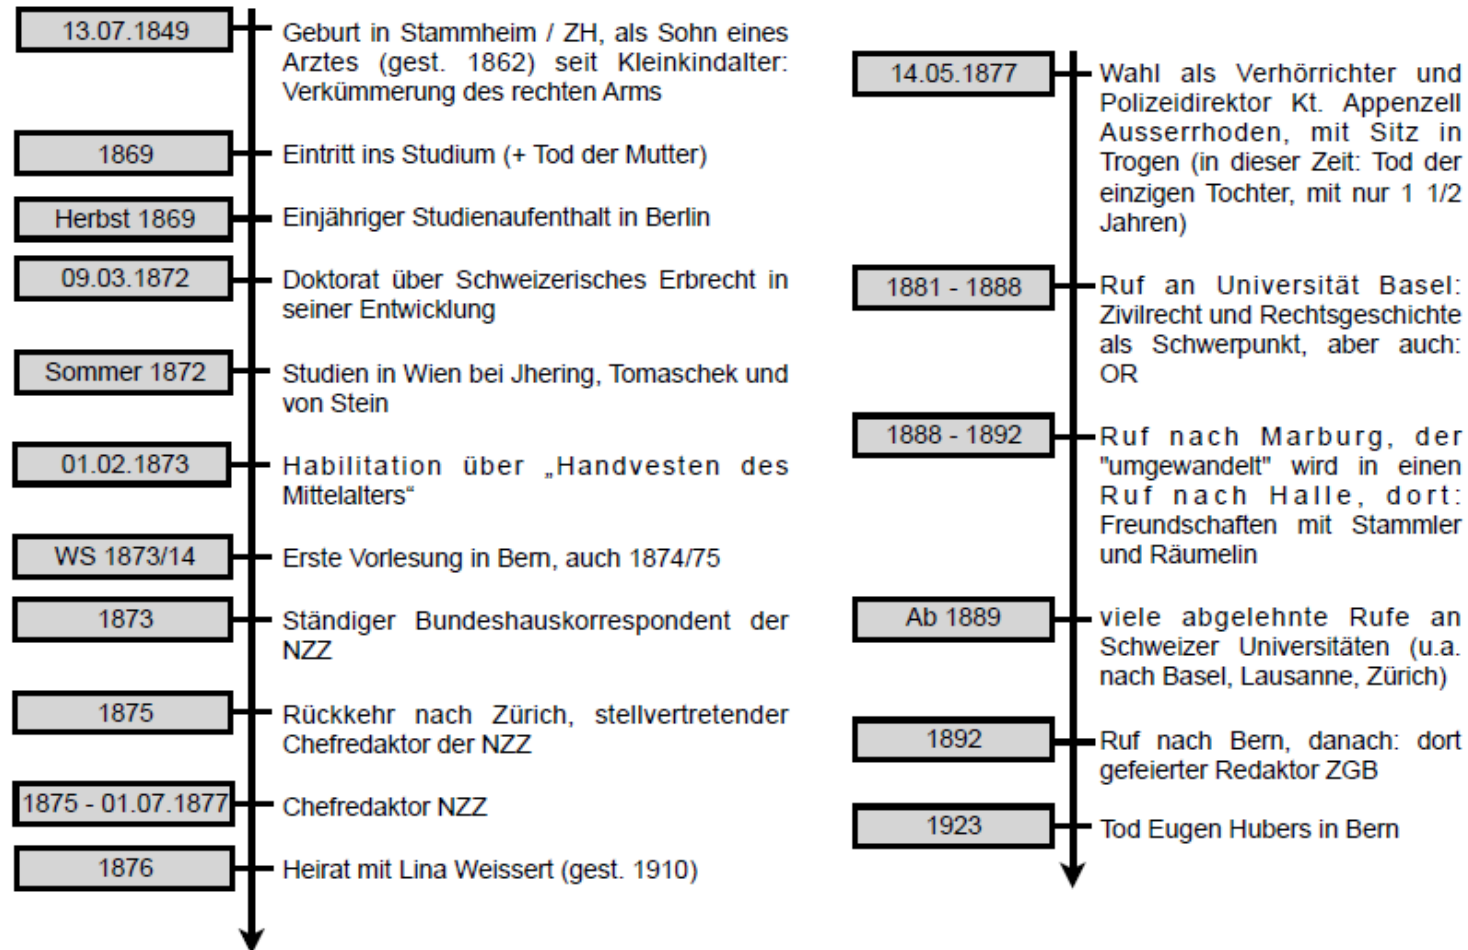 13.07.1849
Geburt in Stammheim / ZH, als Sohn eines
Arztes (gest. 1862) seit Kleinkindalter:
Verkümmerung des rechten Arms
1869
Eintritt ins Studium (+ Tod der Mutter)
Herbst 1869
Einjähriger Studienaufenthalt in Berlin
09.03.1872
Doktorat über Schweizerisches Erbrecht in
seiner Entwicklung
Sommer 1872
Studien in Wien bei Jhering, Tomaschek und
von Stein
01.02.1873
Habilitation über „Handvesten des
Mittelalters“
WS 1873/14
Erste Vorlesung in Bern, auch 1874/75
1873
Ständiger Bundeshauskorrespondent der
NZZ
1875
Rückkehr nach Zürich, stellvertretender
Chefredaktor der NZZ
1875 - 01.07.1877
Chefredaktor NZZ
1876
Heirat mit Lina Weissert (gest. 1910)
14.05.1877
Wahl als Verhörrichter und
Polizeidirektor Kt. Appenzell
Ausserrhoden, mit Sitz in
Trogen (in dieser Zeit: Tod der
einzigen Tochter, mit nur 1 1/2
Jahren)
1881 - 1888
Ruf an Universität Basel:
Zivilrecht und Rechtsgeschichte
als Schwerpunkt, aber auch:
OR
1888 - 1892
Ruf nach Marburg, der
"umgewandelt" wird in einen
Ruf nach Halle, dort:
Freundschaften mit Stammler
und Räumelin
Ab 1889
viele abgelehnte Rufe an
Schweizer Universitäten (u.a.
nach Basel, Lausanne, Zürich)
1892
Ruf nach Bern, danach: dort
gefeierter Redaktor ZGB
1923
Tod Eugen Hubers in Bern